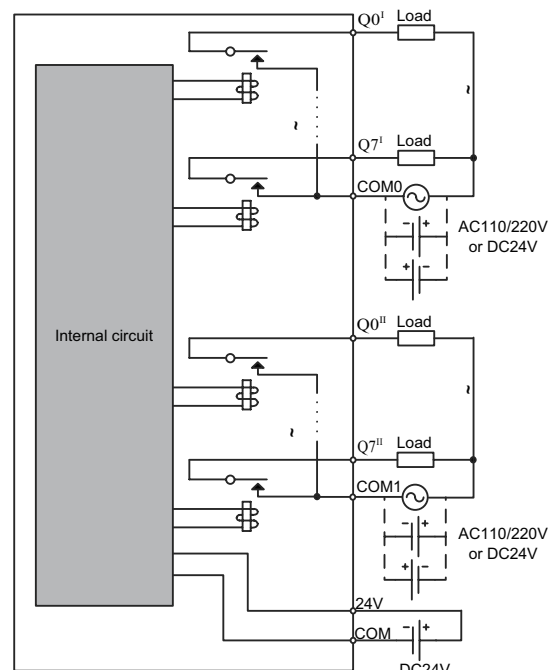 Q0ᴵ Load
Q7ᴵ Load
COM0
AC110/220V
or DC24V
Internal circuit
Q0ᴵᴵ Load
Q7ᴵᴵ Load
COM1
AC110/220V
or DC24V
24V
COM
DC24V